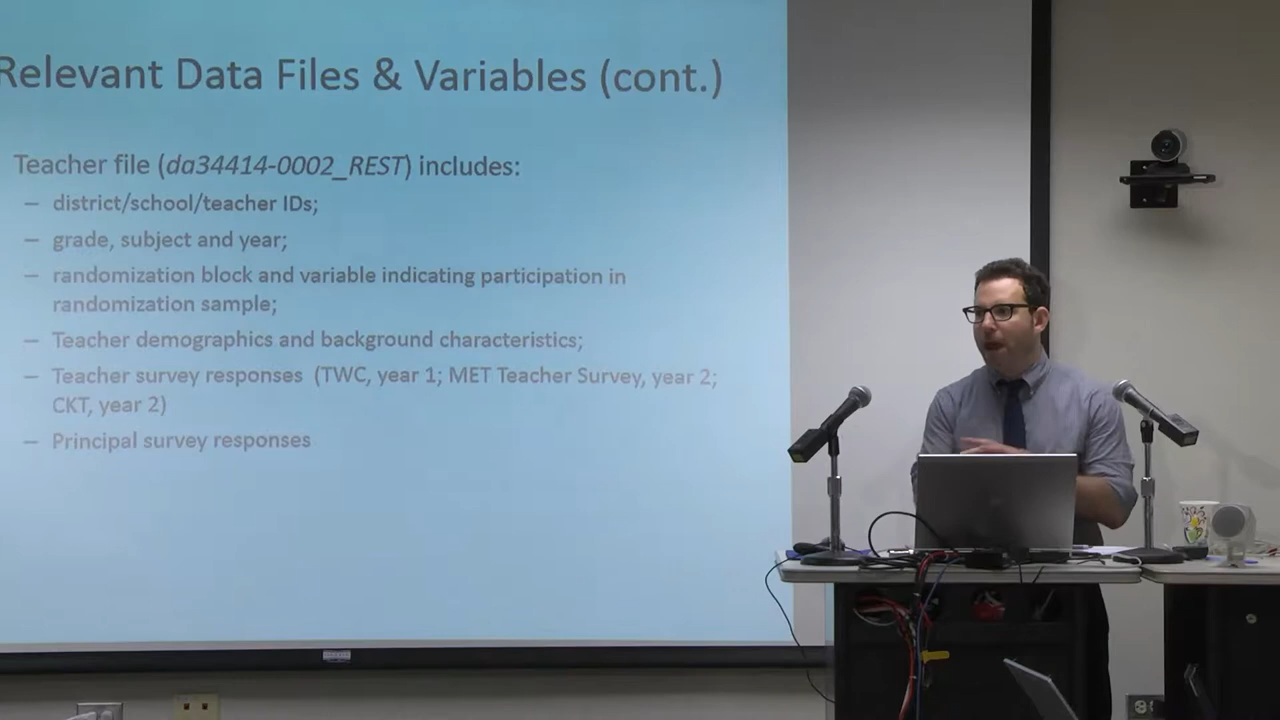 Relevant Data Files & Variables (cont.)
Teacher file (da34414-0002_REST) includes:
– district/school/teacher IDs;
– grade, subject and year;
– randomization block and variable indicating participation in
randomization sample;
– Teacher demographics and background characteristics;
– Teacher survey responses (TWC, year 1; MET Teacher Survey, year 2;
CKT, year 2)
– Principal survey responses